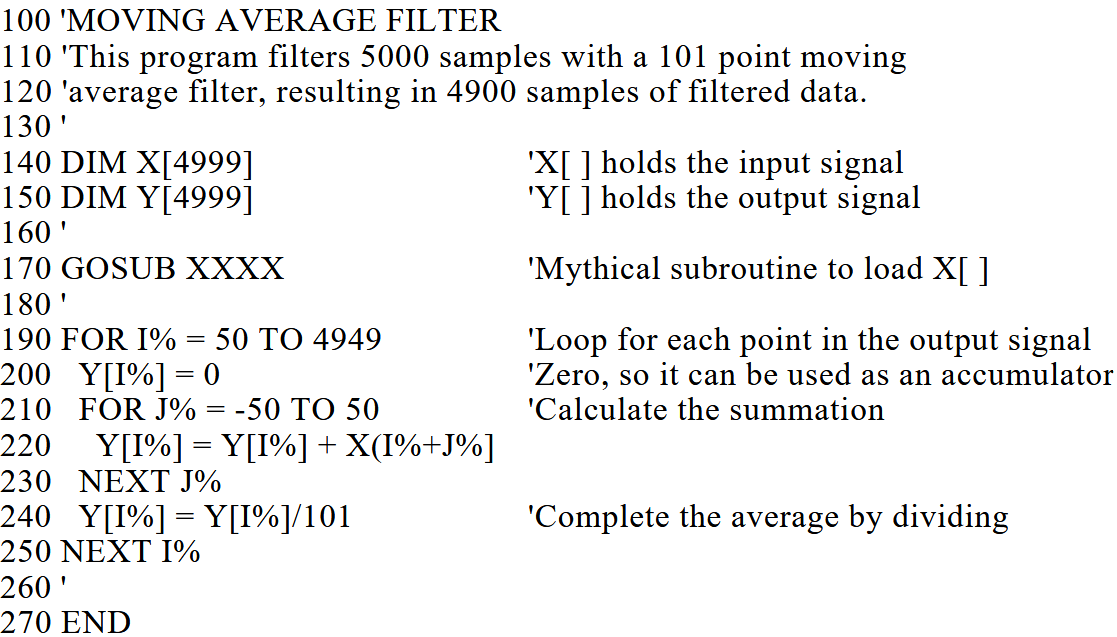 100 'MOVING AVERAGE FILTER
110 'This program filters 5000 samples with a 101 point moving
120 'average filter, resulting in 4900 samples of filtered data.
130 '
140 DIM X[4999] 'X[ ] holds the input signal
150 DIM Y[4999] 'Y[ ] holds the output signal
160 '
170 GOSUB XXXX 'Mythical subroutine to load X[ ]
180 '
190 FOR I% = 50 TO 4949 'Loop for each point in the output signal
200 Y[I%] = 0 'Zero, so it can be used as an accumulator
210 FOR J% = -50 TO 50 'Calculate the summation
220 Y[I%] = Y[I%] + X(I%+J%]
230 NEXT J%
240 Y[I%] = Y[I%]/101 'Complete the average by dividing
250 NEXT I%
260 '
270 END